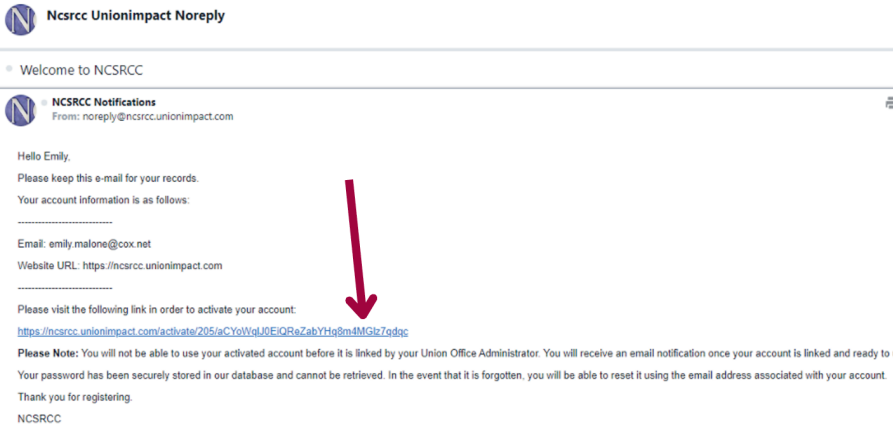 N Ncsrcc Unionimpact Noreply
Welcome to NCSRCC
N NCSRCC Notifications
From: noreply@ncsrcc.unionimpact.com
Hello Emily,
Please keep this e-mail for your records.
Your account information is as follows:
----------------------------
Email: emily.malone@cox.net
Website URL: https://ncsrcc.unionimpact.com
----------------------------
Please visit the following link in order to activate your account:
https://ncsrcc.unionimpact.com/activate/205/aCYoWqlJ0EiQReZabYHq8m4MGlz7qdqc
Please Note: You will not be able to use your activated account before it is linked by your Union Office Administrator. You will receive an email notification once your account is linked and ready to
Your password has been securely stored in our database and cannot be retrieved. In the event that it is forgotten, you will be able to reset it using the email address associated with your account.
Thank you for registering.
NCSRCC